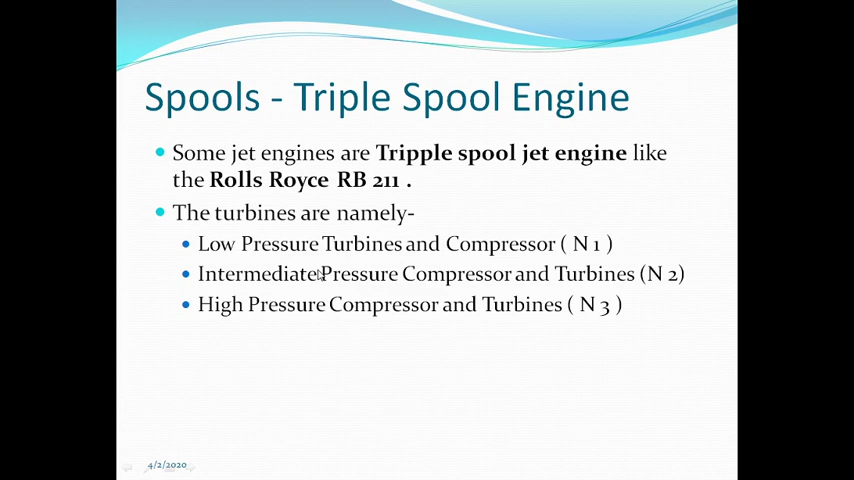 Spools - Triple Spool Engine
Some jet engines are Tripple spool jet engine like
the Rolls Royce RB 211 .
The turbines are namely-
Low Pressure Turbines and Compressor ( N 1 )
Intermediate Pressure Compressor and Turbines (N 2)
High Pressure Compressor and Turbines ( N 3 )
4/2/2020